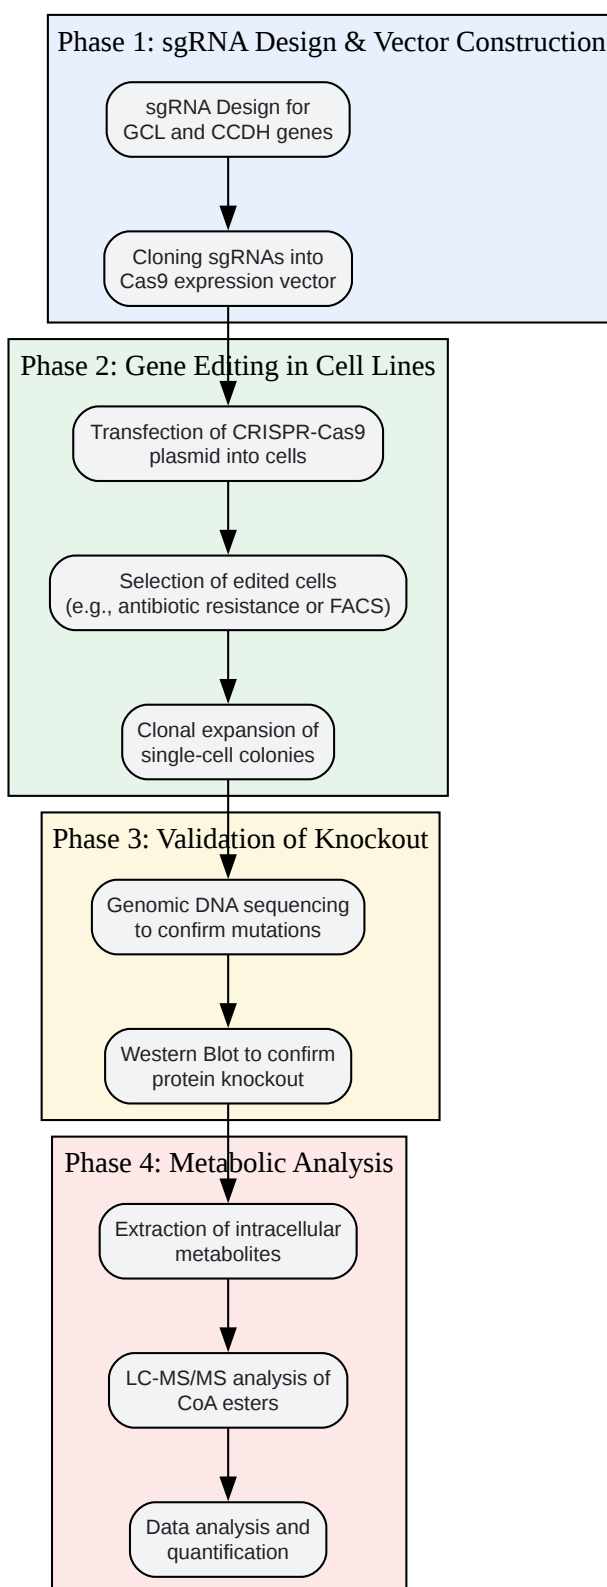 Phase 1: sgRNA Design & Vector Construction
sgRNA Design for
GCL and CCDH genes
Cloning sgRNAs into
Cas9 expression vector
Phase 2: Gene Editing in Cell Lines
Transfection of CRISPR-Cas9
plasmid into cells
Selection of edited cells
(e.g., antibiotic resistance or FACS)
Clonal expansion of
single-cell colonies
Phase 3: Validation of Knockout
Genomic DNA sequencing
to confirm mutations
Western Blot to confirm
protein knockout
Phase 4: Metabolic Analysis
Extraction of intracellular
metabolites
LC-MS/MS analysis of
CoA esters
Data analysis and
quantification